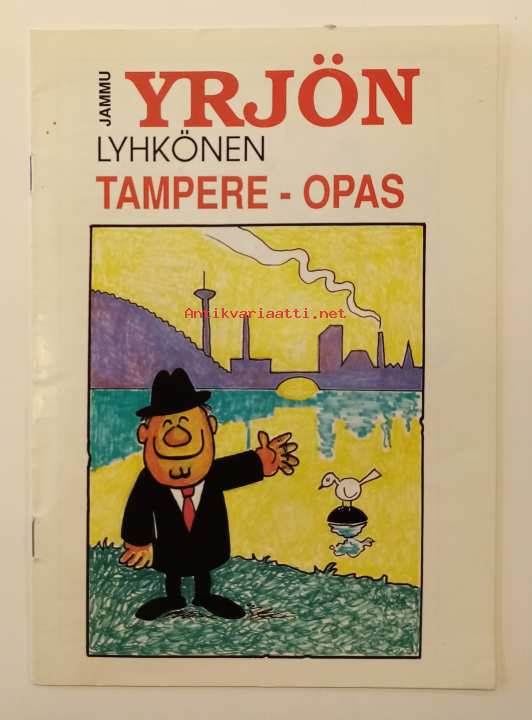 JAMMU
YRJÖN
LYHKÖNEN
TAMPERE - OPAS
Antikvariaatti.net